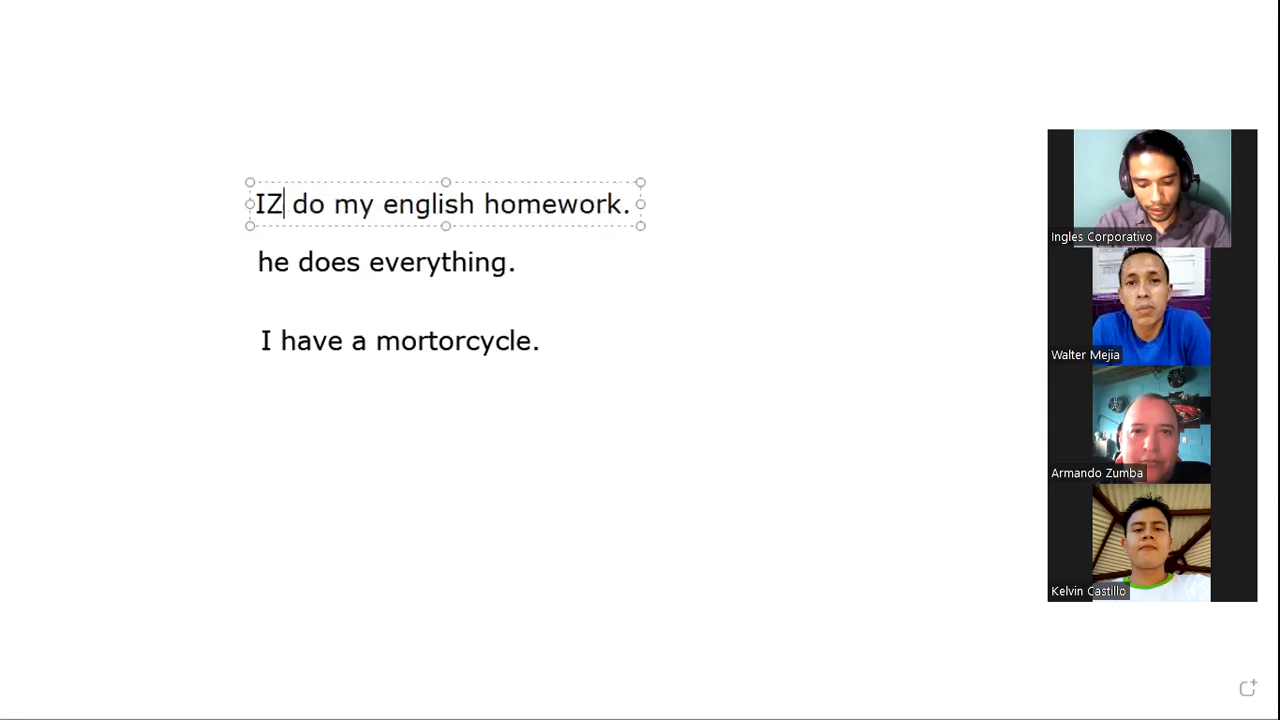 IZ do my english homework.
he does everything.
I have a mortorcycle.
Ingles Corporativo
Walter Mejia
Armando Zumba
Kelvin Castillo